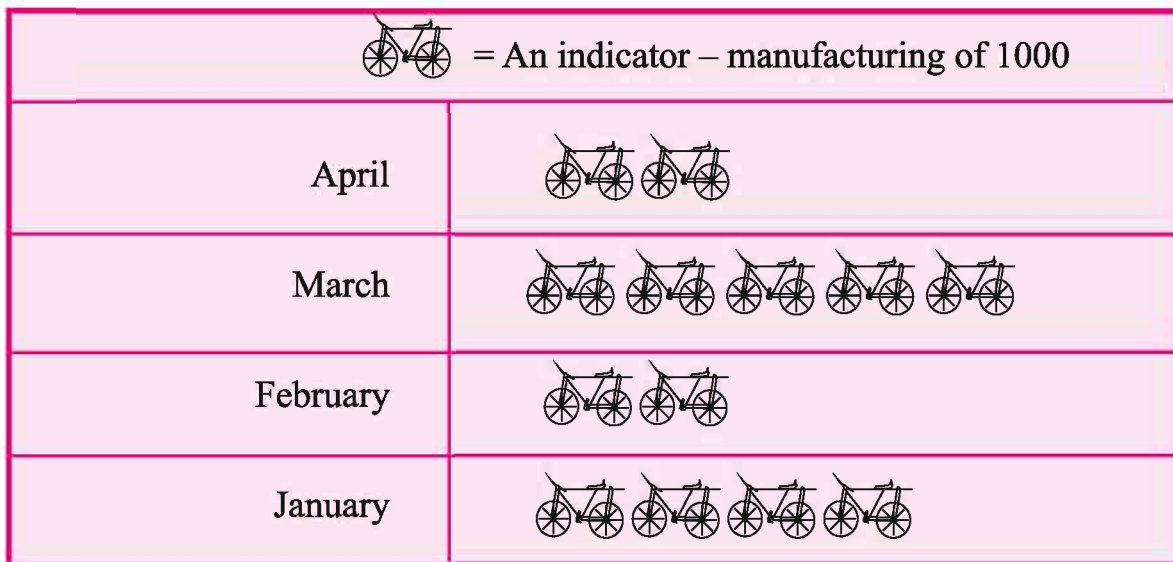 = An indicator – manufacturing of 1000
April
March
February
January